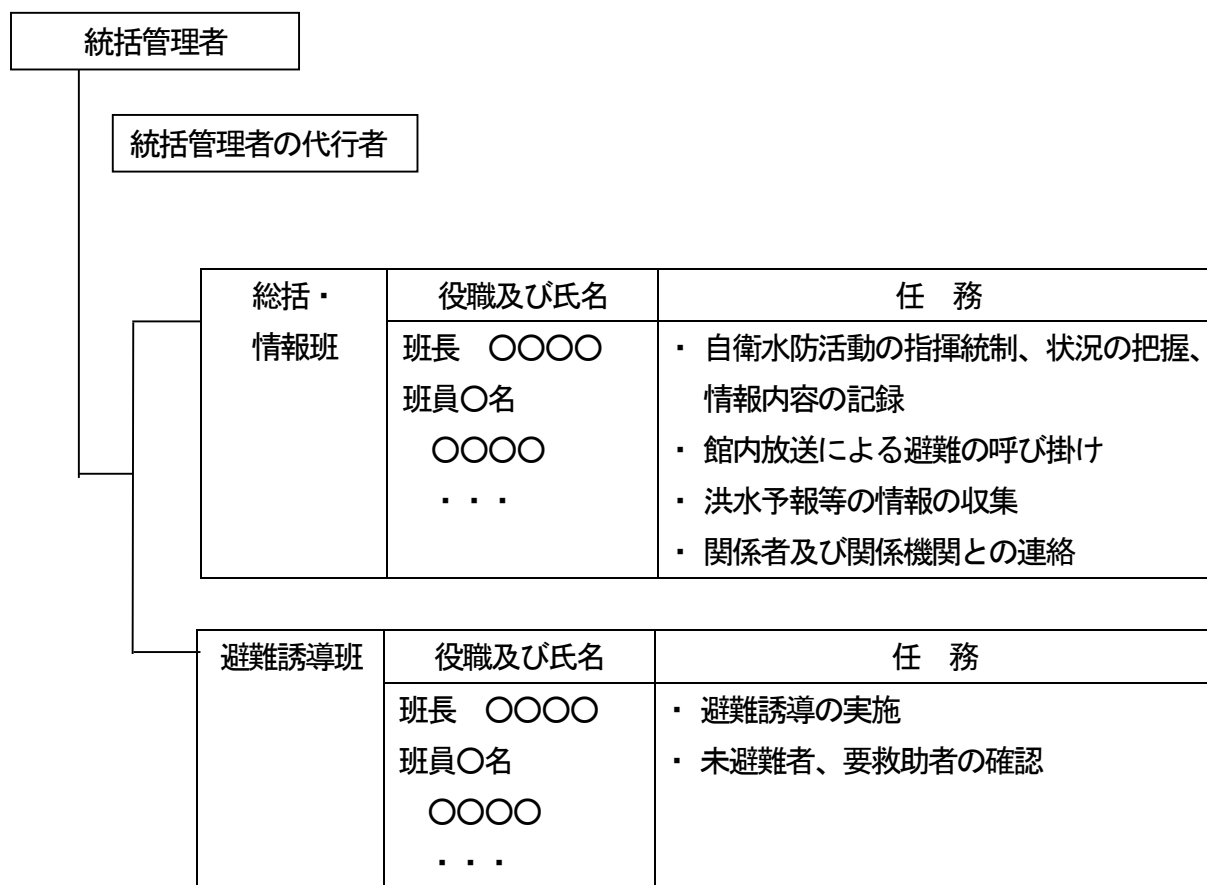 統括管理者
統括管理者の代行者
総括・
情報班
役職及び氏名
任 務
班長 〇〇〇〇
班員〇名
〇〇〇〇
・・・
・ 自衛水防活動の指揮統制、状況の把握、
情報内容の記録
・ 館内放送による避難の呼び掛け
・ 洪水予報等の情報の収集
・ 関係者及び関係機関との連絡
避難誘導班
役職及び氏名
任 務
班長 〇〇〇〇
班員〇名
〇〇〇〇
・・・
・ 避難誘導の実施
・ 未避難者、要救助者の確認